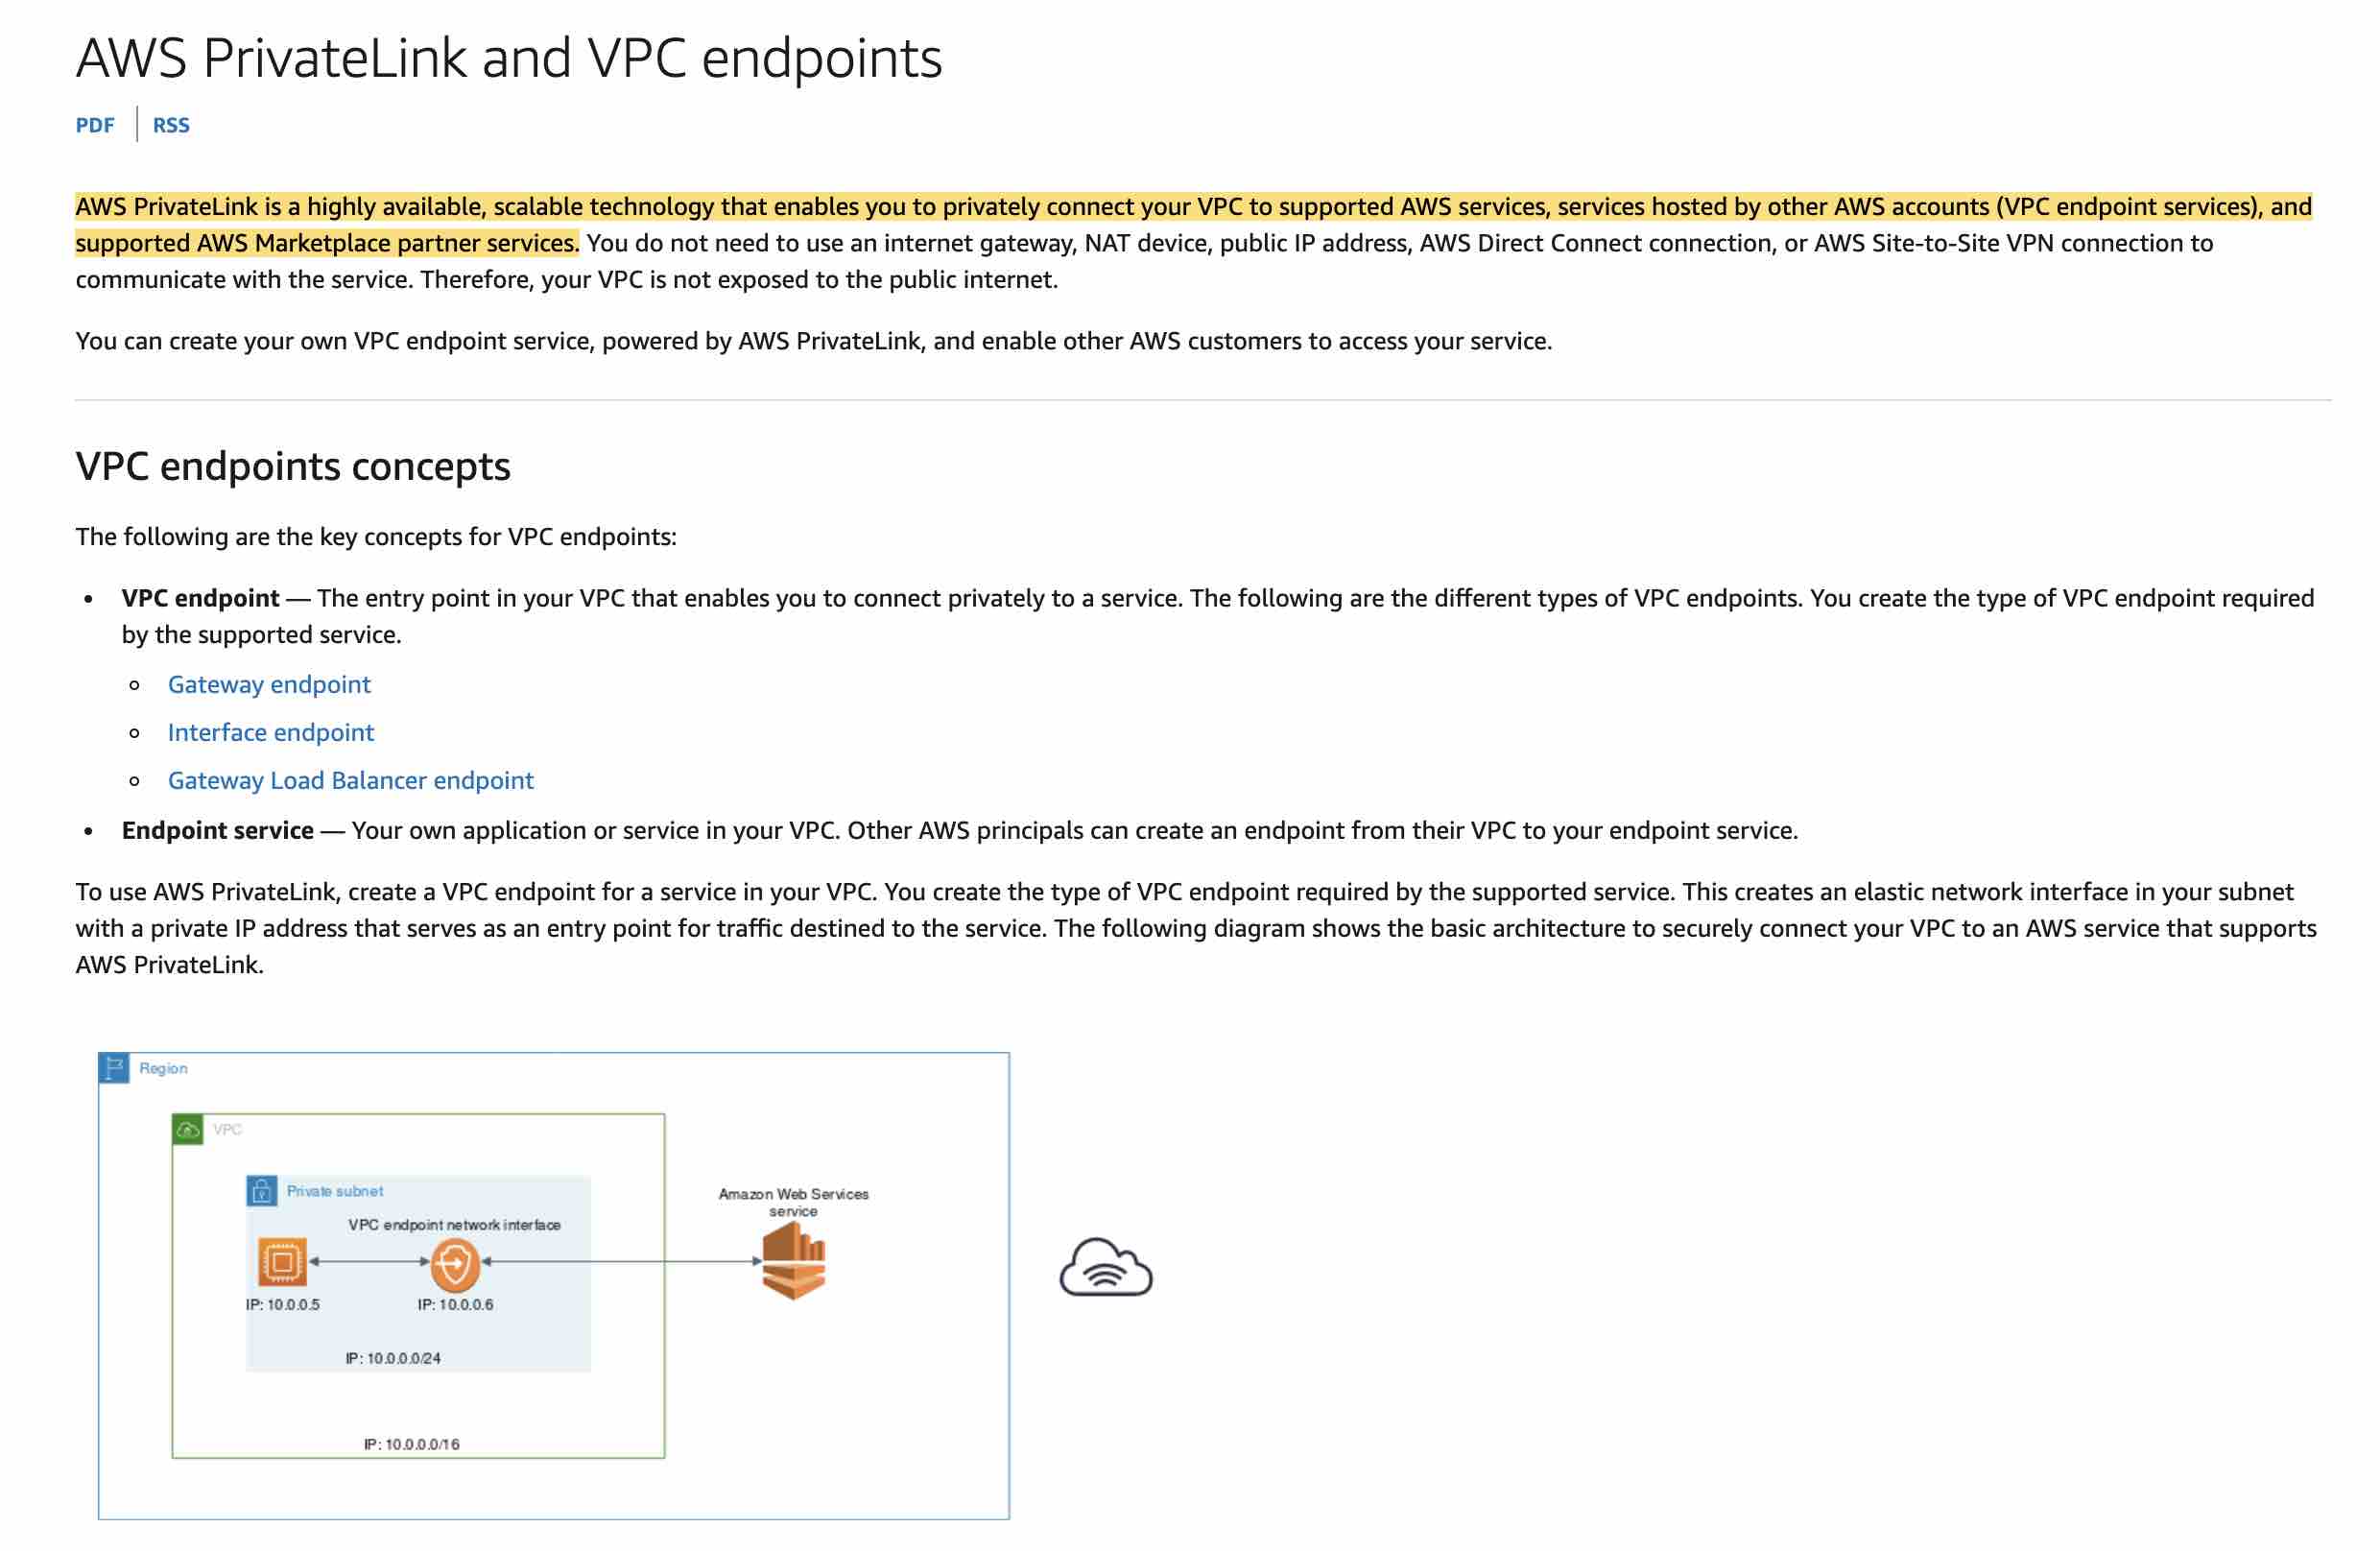 AWS PrivateLink and VPC endpoints
PDF
RSS
AWS PrivateLink is a highly available, scalable technology that enables you to privately connect your VPC to supported AWS services, services hosted by other AWS accounts (VPC endpoint services), and
supported AWS Marketplace partner services. You do not need to use an internet gateway, NAT device, public IP address, AWS Direct Connect connection, or AWS Site-to-Site VPN connection to
communicate with the service. Therefore, your VPC is not exposed to the public internet.
You can create your own VPC endpoint service, powered by AWS PrivateLink, and enable other AWS customers to access your service.
VPC endpoints concepts
The following are the key concepts for VPC endpoints:
• VPC endpoint — The entry point in your VPC that enables you to connect privately to a service. The following are the different types of VPC endpoints. You create the type of VPC endpoint required
by the supported service.
Gateway endpoint
Interface endpoint
Gateway Load Balancer endpoint
• Endpoint service — Your own application or service in your VPC. Other AWS principals can create an endpoint from their VPC to your endpoint service.
To use AWS PrivateLink, create a VPC endpoint for a service in your VPC. You create the type of VPC endpoint required by the supported service. This creates an elastic network interface in your subnet
with a private IP address that serves as an entry point for traffic destined to the service. The following diagram shows the basic architecture to securely connect your VPC to an AWS service that supports
AWS PrivateLink.
Region
VPC
Private subnet
VPC endpoint network interface
Amazon Web Services
service
IP: 10.0.0.5
IP: 10.0.0.6
IP: 10.0.0.0/24
IP: 10.0.0.0/16